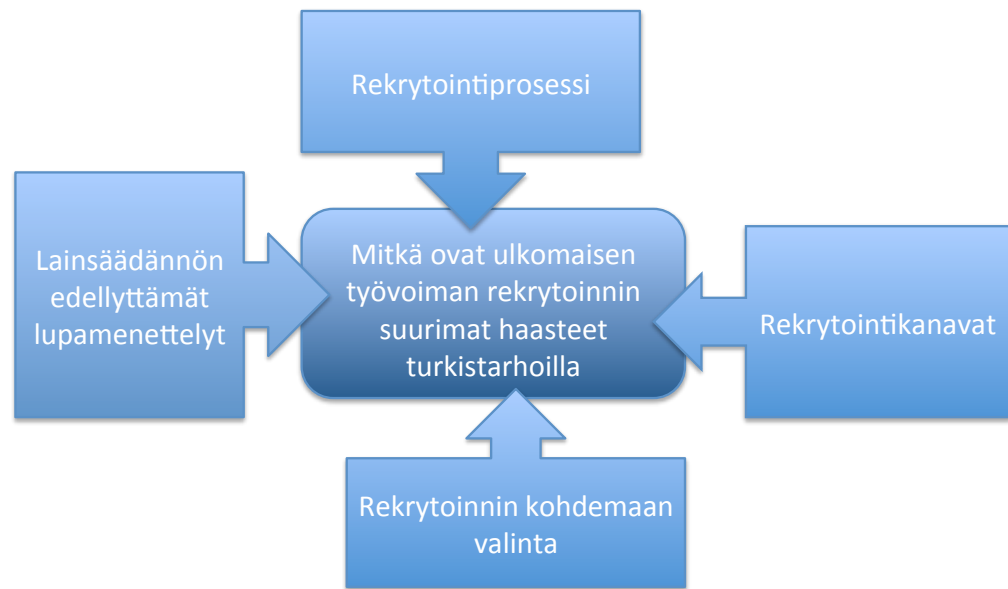 Rekrytointiprosessi
Lainsäädännön
edellyttämät
lupamenettelyt
Mitkä ovat ulkomaisen
työvoiman rekrytoinnin
suurimat haasteet
turkistarhoilla
Rekrytointikanavat
Rekrytoinnin kohdemaan
valinta